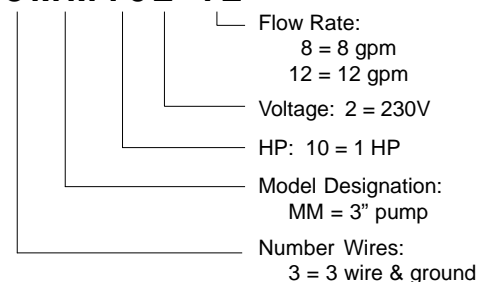 Flow Rate:
8 = 8 gpm
12 = 12 gpm
Voltage: 2 = 230V
HP: 10 = 1 HP
Model Designation:
MM = 3” pump
Number Wires:
3 = 3 wire & ground